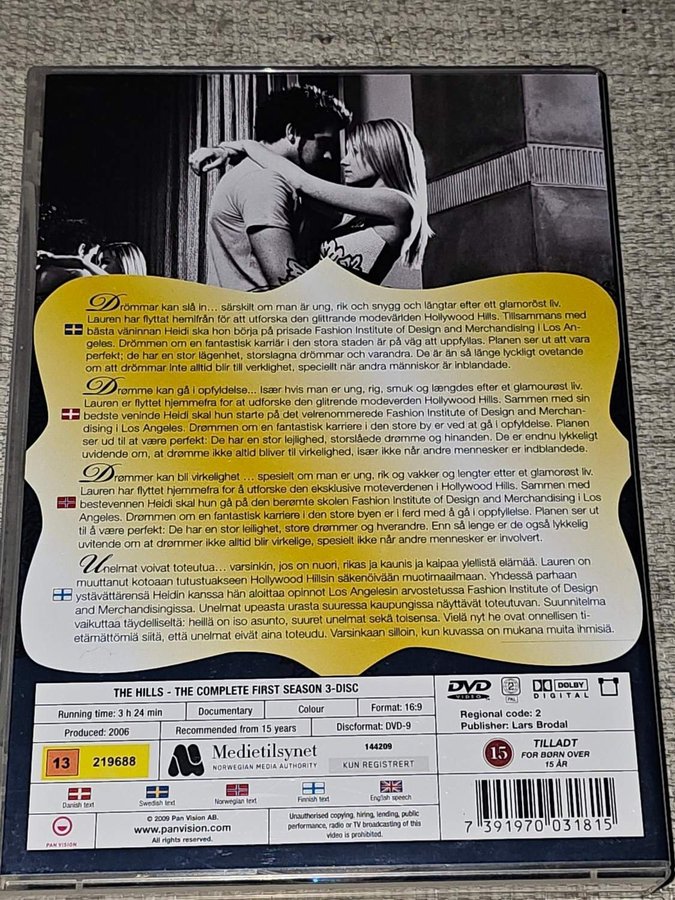 Drömmar kan slå in... särskilt om man är ung, rik och snygg och längtar efter ett glamoröst liv.
Lauren har flyttat hemifrån för att utforska den glittrande modevärlden Hollywood Hills. Tillsammans med
bästa väninnan Heidi ska hon börja på prisade Fashion Institute of Design and Merchandising i Los An-
geles. Drömmen om en fantastisk karriär i den stora staden är på väg att uppfyllas. Planen ser ut att vara
perfekt; de har en stor lägenhet, storslagna drömmar och varandra. De är än så länge lyckligt ovetande
om att drömmar inte alltid blir till verklighet, speciellt när andra människor är inblandade.
Drømme kan gå i opfyldelse... Især hvis man er ung, rig, smuk og længdes efter et glamourøst liv.
Lauren er flyttet hjemmefra for at udforske den glitrende modeverden Hollywood Hills. Sammen med sin
bedste veninde Heidi skal hun starte på det velrenommerede Fashion Institute of Design and Merchan-
dising i Los Angeles. Drømmen om en fantastisk karriere i den store by er ved at gå i opfyldelse. Planen
ser ud til at være perfekt: De har en stor lejlighed, storslåede drømme og hinanden. De er endnu lykkeligt
uvidende om, at drømme ikke altid bliver til virkelighed, især ikke når andre mennesker er indblandede.
Drømmer kan bli virkelighet ... spesielt om man er ung, rik og vakker og lengter etter et glamorøst liv.
Lauren har flyttet hjemmefra for å utforske den eksklusive moteverdenen i Hollywood Hills. Sammen med
bestevennen Heidi skal hun gå på den berømte skolen Fashion Institute of Design and Merchandising i Los
Angeles. Drømmen om en fantastisk karriere i den store byen er i ferd med å gå i oppfyllelse. Planen ser ut
til å være perfekt: De har en stor leilighet, store drømmer og hverandre. Enn så lenge er de også lykkelig
uvitende om at drømmer ikke alltid blir virkelige, spesielt ikke når andre mennesker er involvert.
Unelmat voivat toteutua... varsinkin, jos on nuori, rikas ja kaunis ja kaipaa ylellistä elämää. Lauren on
muuttanut kotoaan tutustuakseen Hollywood Hillsin säkenöivään muotimaailmaan. Yhdessä parhaan
ystävättärensä Heidin kanssa hän aloittaa opinnot Los Angelesin arvostetussa Fashion Institute of Design
and Merchandisingissa. Unelmat upeasta urasta suuressa kaupungissa näyttävät toteutuvan. Suunnitelma
vaikuttaa täydelliseltä: heillä on iso asunto, suuret unelmat sekä toisensa. Vielä nyt he ovat onnellisen ti-
etämättömiä siitä, että unelmat eivät aina toteudu. Varsinkaan silloin, kun kuvassa on mukana muita ihmisiä.
THE HILLS - THE COMPLETE FIRST SEASON 3-DISC
Running time: 3 h 24 min Documentary Colour Format: 16:9
Produced: 2006 Recommended from 15 years Discformat: DVD-9
13 219688
Medietilsynet
NORWEGIAN MEDIA AUTHORITY
144209
KUN REGISTRERT
Danish text Swedish text Norwegian text Finnish text English speech
PAN VISION
© 2009 Pan Vision AB.
www.panvision.com
All rights reserved.
Unauthorised copying, hiring, lending, public
performance, radio or TV broadcasting of this
video is prohibited.
DVD VIDEO 2 PAL DOLBY DIGITAL
Regional code: 2
Publisher: Lars Brodal
15 TILLADT
FOR BØRN OVER
15 ÅR
7 391970 031815